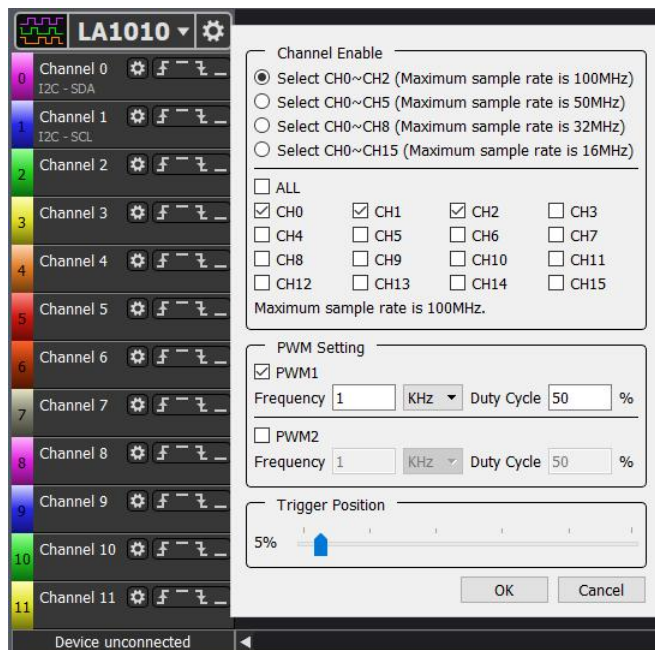 LA1010
0 Channel 0
I2C - SDA
1 Channel 1
I2C - SCL
2 Channel 2
3 Channel 3
4 Channel 4
5 Channel 5
6 Channel 6
7 Channel 7
8 Channel 8
9 Channel 9
10 Channel 10
11 Channel 11
Device unconnected
Channel Enable
Select CH0~CH2 (Maximum sample rate is 100MHz)
Select CH0~CH5 (Maximum sample rate is 50MHz)
Select CH0~CH8 (Maximum sample rate is 32MHz)
Select CH0~CH15 (Maximum sample rate is 16MHz)
ALL
CH0 CH1 CH2 CH3
CH4 CH5 CH6 CH7
CH8 CH9 CH10 CH11
CH12 CH13 CH14 CH15
Maximum sample rate is 100MHz.
PWM Setting
PWM1
Frequency 1 KHz Duty Cycle 50 %
PWM2
Frequency 1 KHz Duty Cycle 50 %
Trigger Position
5%
OK Cancel